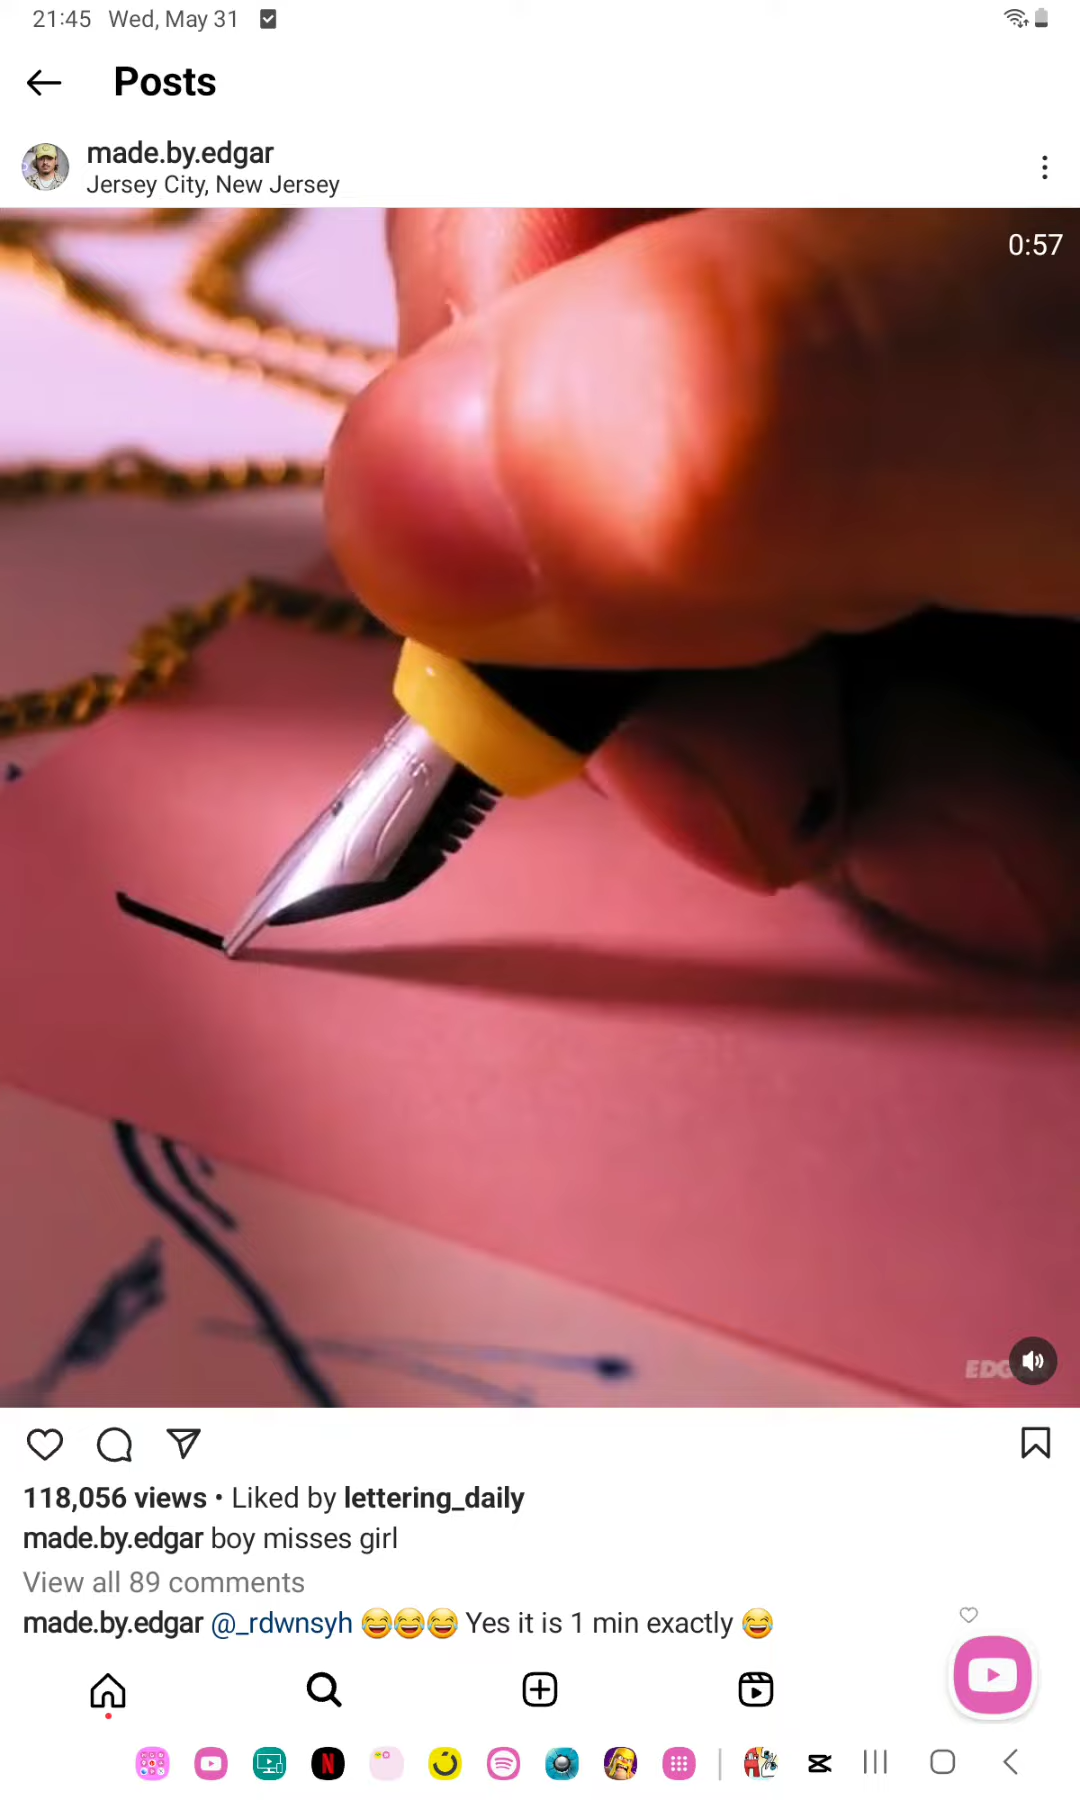 21:45 Wed, May 31
Posts
made.by.edgar
Jersey City, New Jersey
0:57
118,056 views • Liked by lettering_daily
made.by.edgar boy misses girl
View all 89 comments
made.by.edgar @_rdwnsyh 😂😂😂 Yes it is 1 min exactly 😂